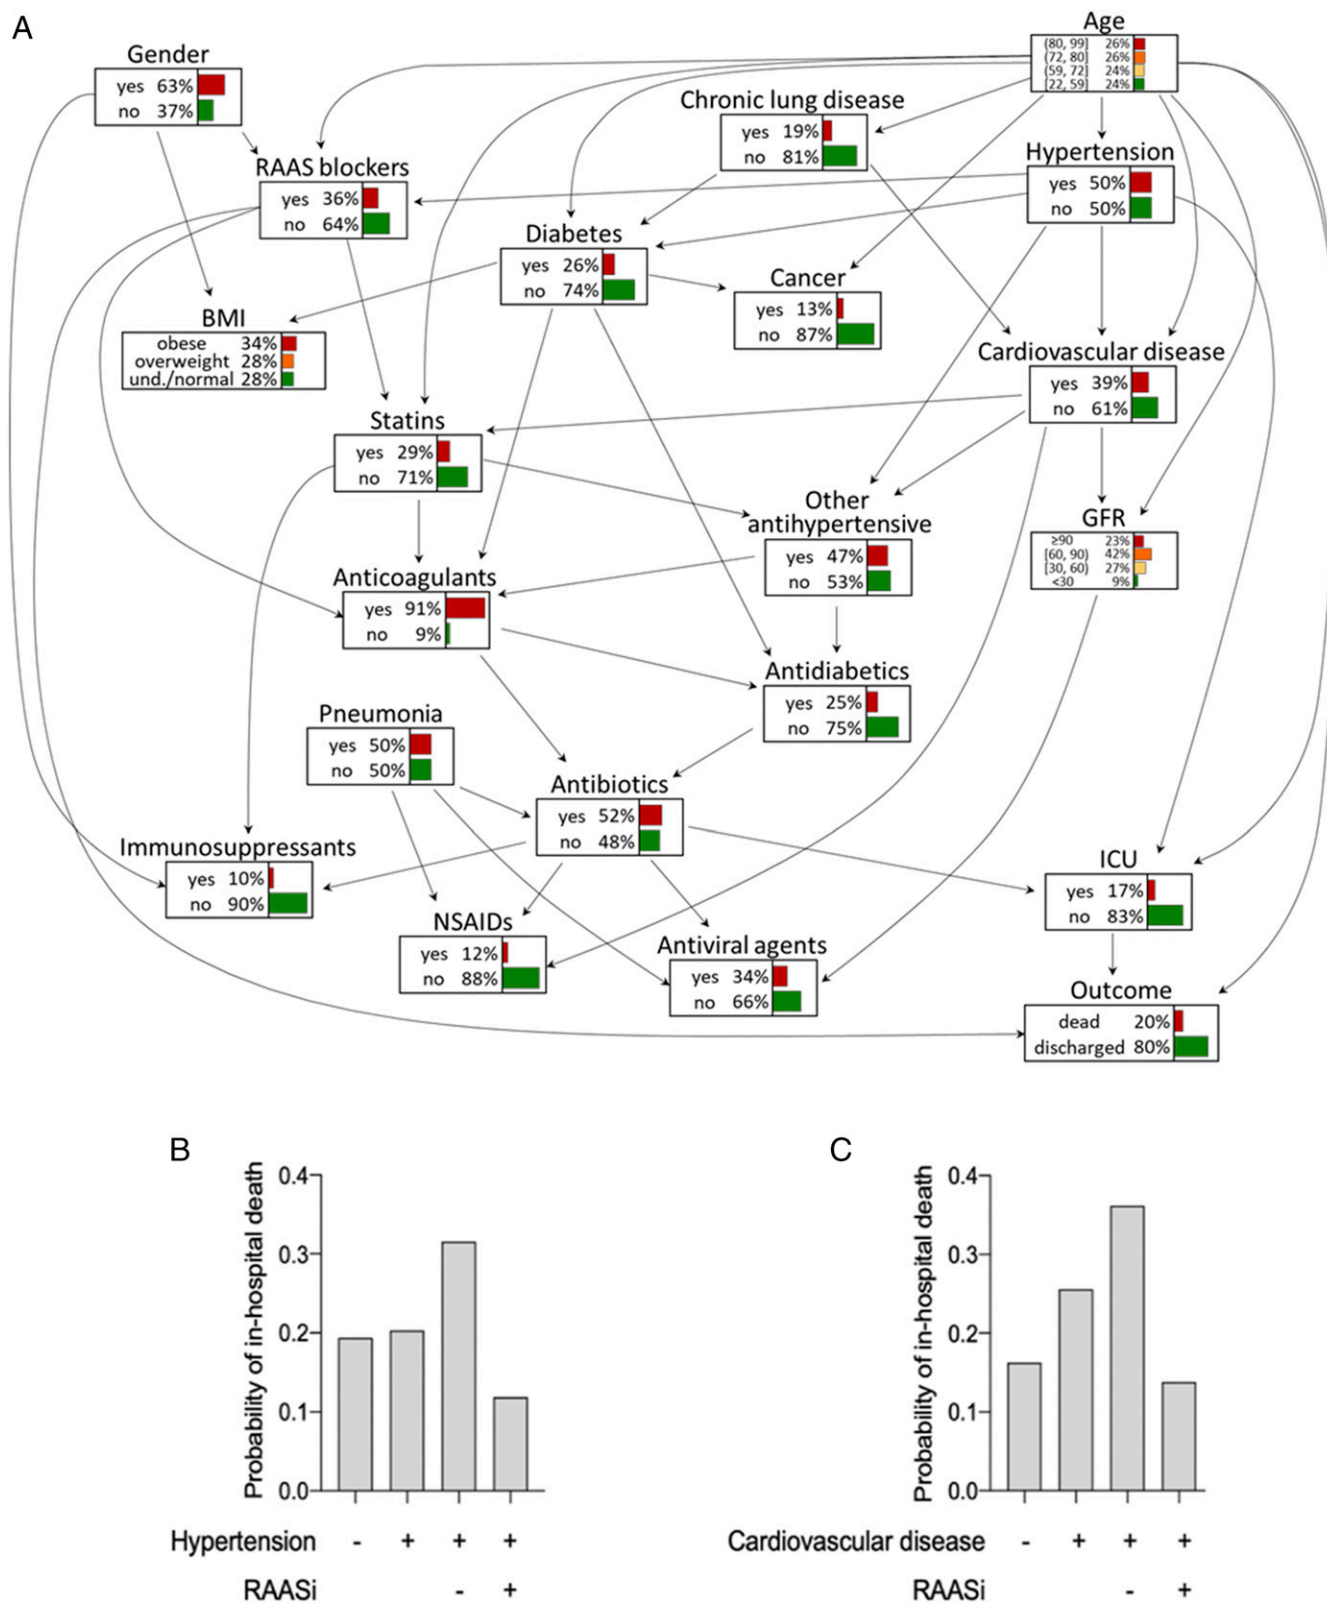 A
Gender
yes 63%
no 37%
Age
(80, 99] 26%
(72, 80] 26%
(59, 72] 24%
[22, 59] 24%
Chronic lung disease
yes 19%
no 81%
Hypertension
yes 50%
no 50%
RAAS blockers
yes 36%
no 64%
Diabetes
yes 26%
no 74%
Cancer
yes 13%
no 87%
BMI
obese 34%
overweight 28%
und./normal 28%
Cardiovascular disease
yes 39%
no 61%
Statins
yes 29%
no 71%
Other
antihypertensive
yes 47%
no 53%
GFR
≥90 23%
[60, 90) 42%
[30, 60) 27%
<30 9%
Anticoagulants
yes 91%
no 9%
Antidiabetics
yes 25%
no 75%
Pneumonia
yes 50%
no 50%
Antibiotics
yes 52%
no 48%
Immunosuppressants
yes 10%
no 90%
ICU
yes 17%
no 83%
NSAIDs
yes 12%
no 88%
Antiviral agents
yes 34%
no 66%
Outcome
dead 20%
discharged 80%
B
Probability of in-hospital death
0.4
0.3
0.2
0.1
0.0
Hypertension - + + +
RAASi - +
C
Probability of in-hospital death
0.4
0.3
0.2
0.1
0.0
Cardiovascular disease - + + +
RAASi - +